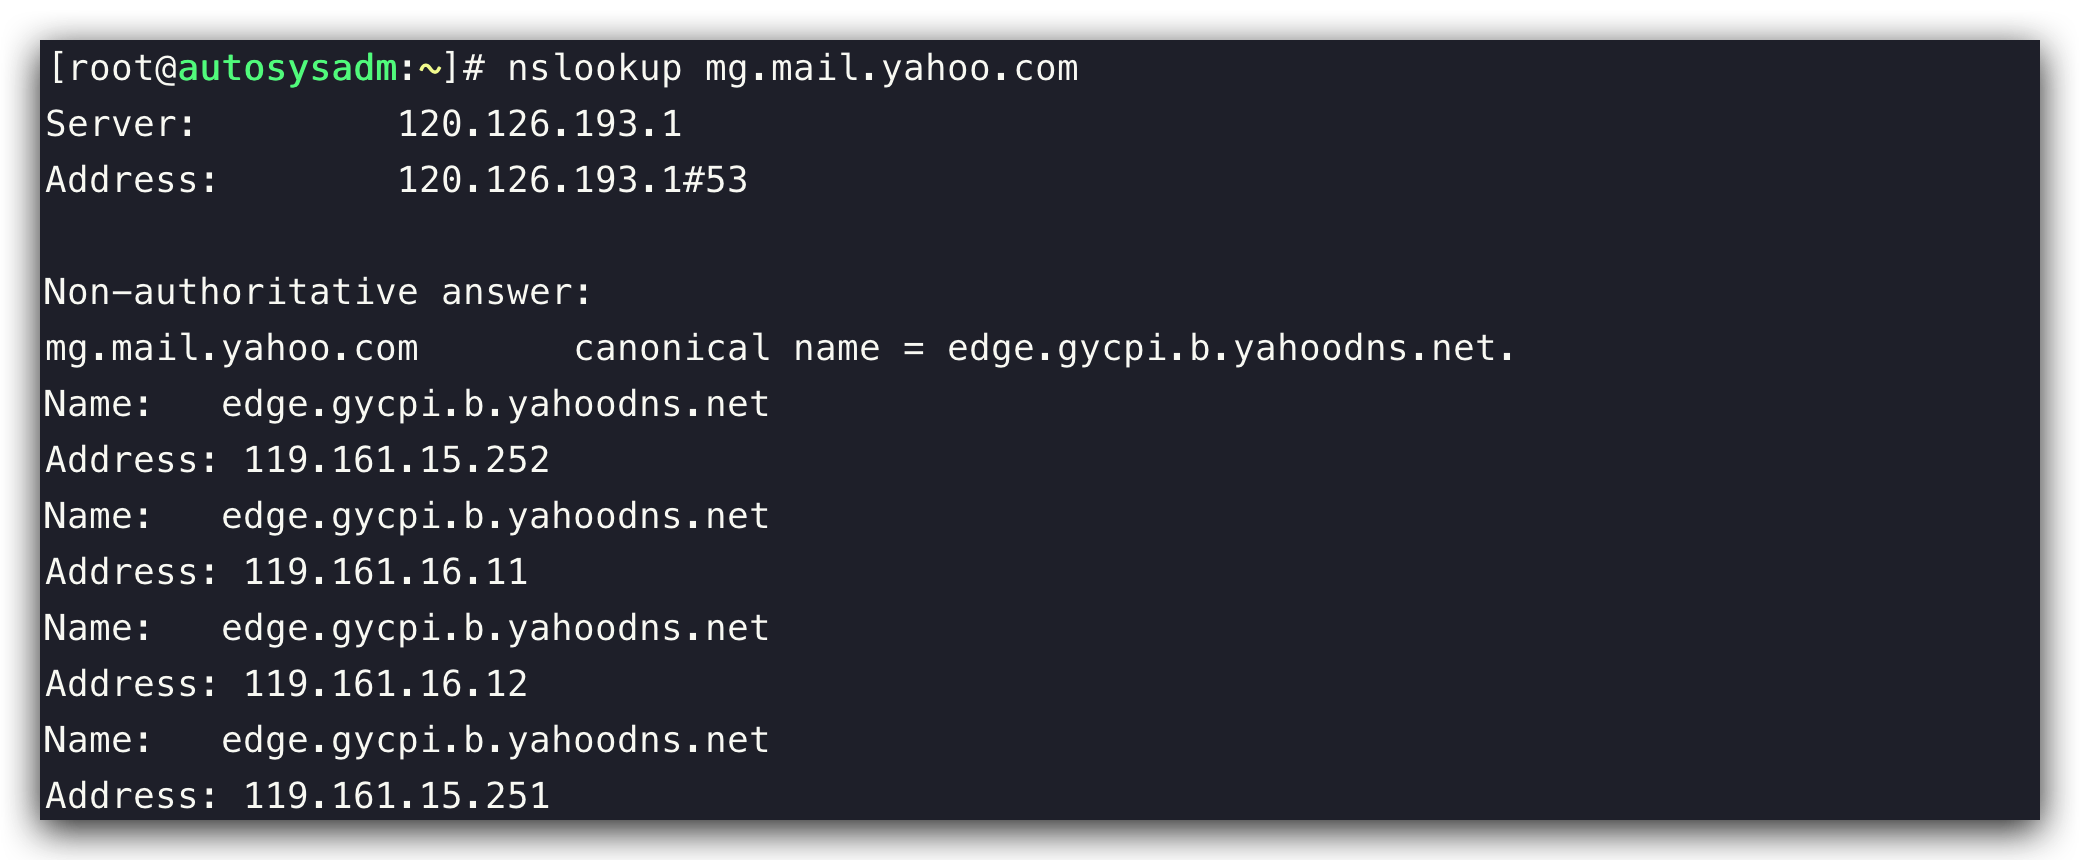 [root@autosysadm:~]# nslookup mg.mail.yahoo.com
Server:         120.126.193.1
Address:        120.126.193.1#53

Non-authoritative answer:
mg.mail.yahoo.com       canonical name = edge.gycpi.b.yahoodns.net.
Name:   edge.gycpi.b.yahoodns.net
Address: 119.161.15.252
Name:   edge.gycpi.b.yahoodns.net
Address: 119.161.16.11
Name:   edge.gycpi.b.yahoodns.net
Address: 119.161.16.12
Name:   edge.gycpi.b.yahoodns.net
Address: 119.161.15.251